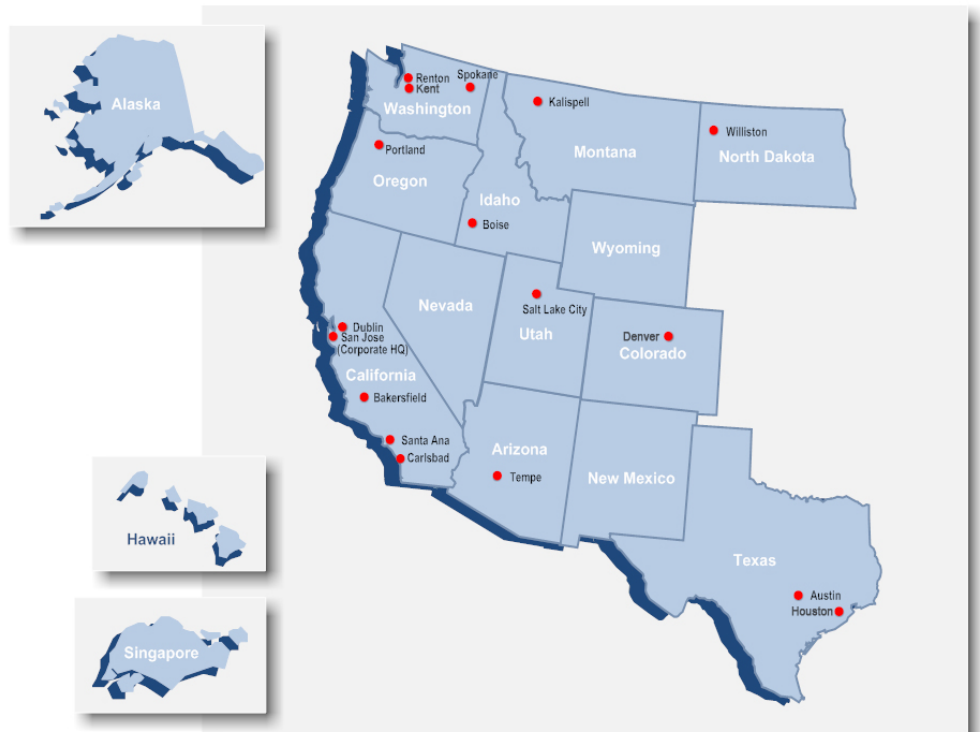 Alaska
Renton
Kent
Spokane
Washington
Kalispell
Montana
Williston
North Dakota
Portland
Oregon
Idaho
Boise
Wyoming
Nevada
Salt Lake City
Utah
Denver
Colorado
Dublin
San Jose
(Corporate HQ)
California
Bakersfield
Santa Ana
Carlsbad
Arizona
Tempe
New Mexico
Texas
Austin
Houston
Hawaii
Singapore